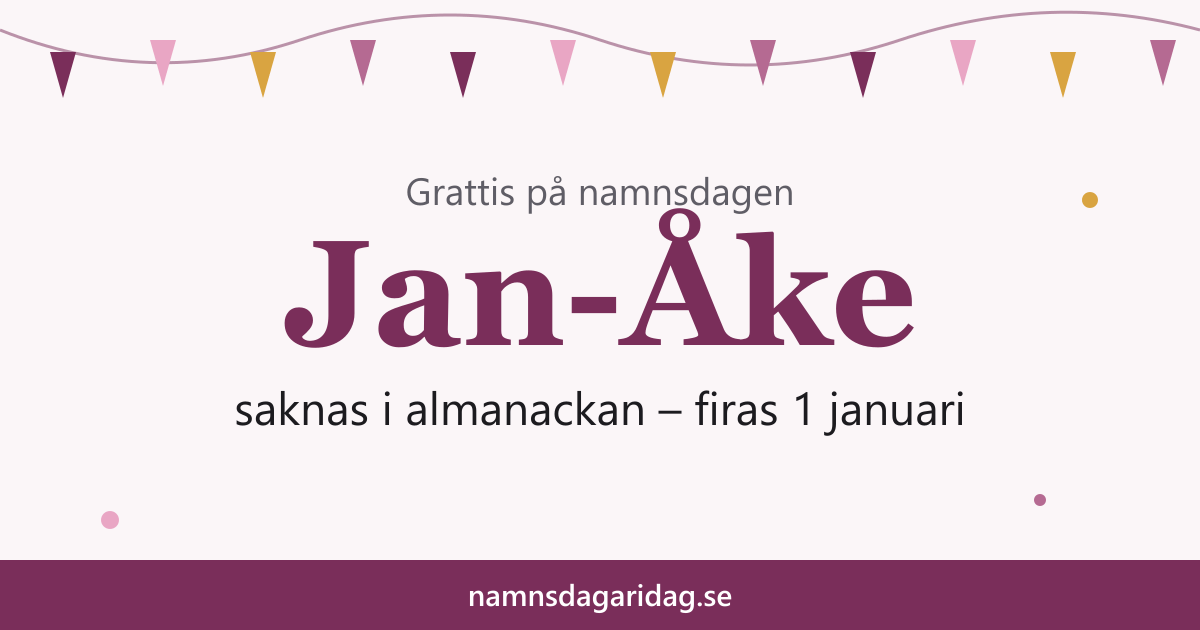 Grattis på namnsdagen
Jan-Åke
saknas i almanackan – firas 1 januari
namnsdagaridag.se